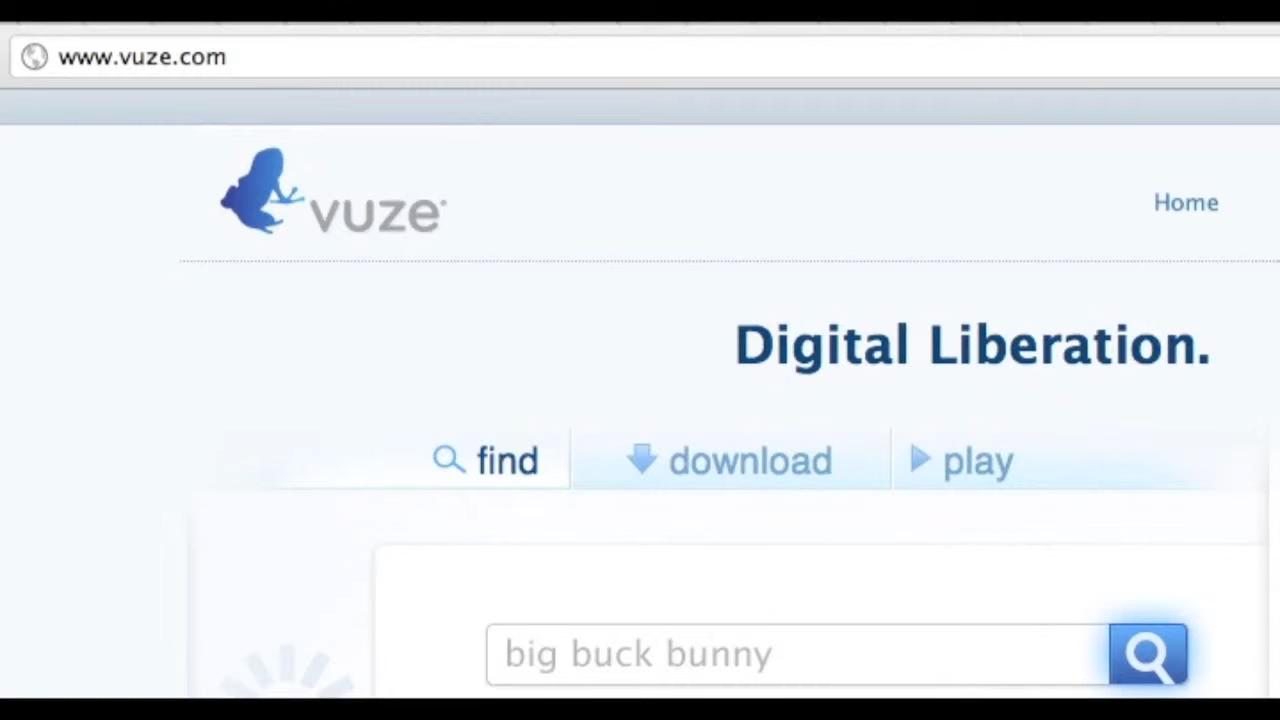 www.vuze.com
vuze
Home
Digital Liberation.
find
download
play
big buck bunny